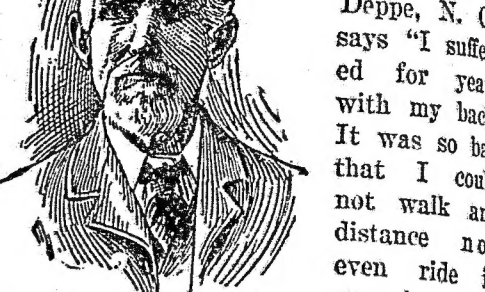 Deppe, N. C
says "I suffe
ed for yea
with my bac
It was so ba
that I coul
not walk an
distance no
even ride i